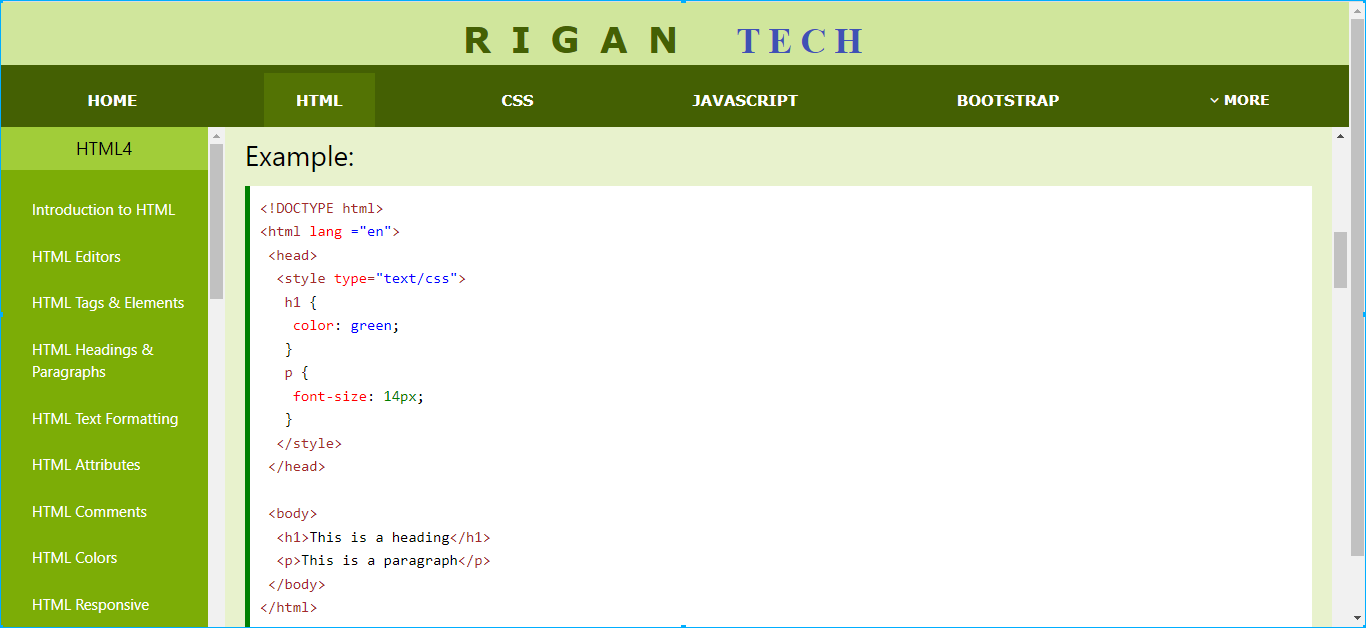 R I G A N TECH
HOME HTML CSS JAVASCRIPT BOOTSTRAP MORE
HTML4
Introduction to HTML
HTML Editors
HTML Tags & Elements
HTML Headings &
Paragraphs
HTML Text Formatting
HTML Attributes
HTML Comments
HTML Colors
HTML Responsive
Example:
<!DOCTYPE html>
<html lang ="en">
 <head>
  <style type="text/css">
   h1 {
    color: green;
   }
   p {
    font-size: 14px;
   }
  </style>
 </head>

 <body>
  <h1>This is a heading</h1>
  <p>This is a paragraph</p>
 </body>
</html>